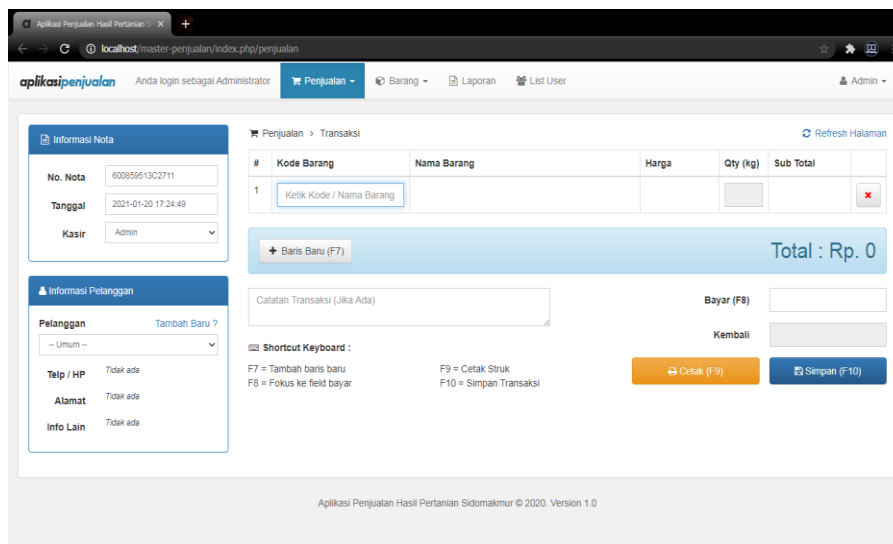 Aplikasi Penjualan Hasil Pertanian S
localhost/master-penjualan/index.php/penjualan
aplikasipenjualan Anda login sebagai Administrator Penjualan Barang Laporan List User Admin
Informasi Nota
No. Nota 600859513C2711
Tanggal 2021-01-20 17:24:49
Kasir Admin
Informasi Pelanggan
Pelanggan Tambah Baru ?
-- Umum --
Telp / HP Tidak ada
Alamat Tidak ada
Info Lain Tidak ada
Penjualan > Transaksi Refresh Halaman
# Kode Barang Nama Barang Harga Qty (kg) Sub Total
1 Ketik Kode / Nama Barang
+ Baris Baru (F7) Total : Rp. 0
Catatan Transaksi (Jika Ada) Bayar (F8)
Kembali
Shortcut Keyboard :
F7 = Tambah baris baru F9 = Cetak Struk
F8 = Fokus ke field bayar F10 = Simpan Transaksi
Cetak (F9) Simpan (F10)
Aplikasi Penjualan Hasil Pertanian Sidomakmur © 2020. Version 1.0